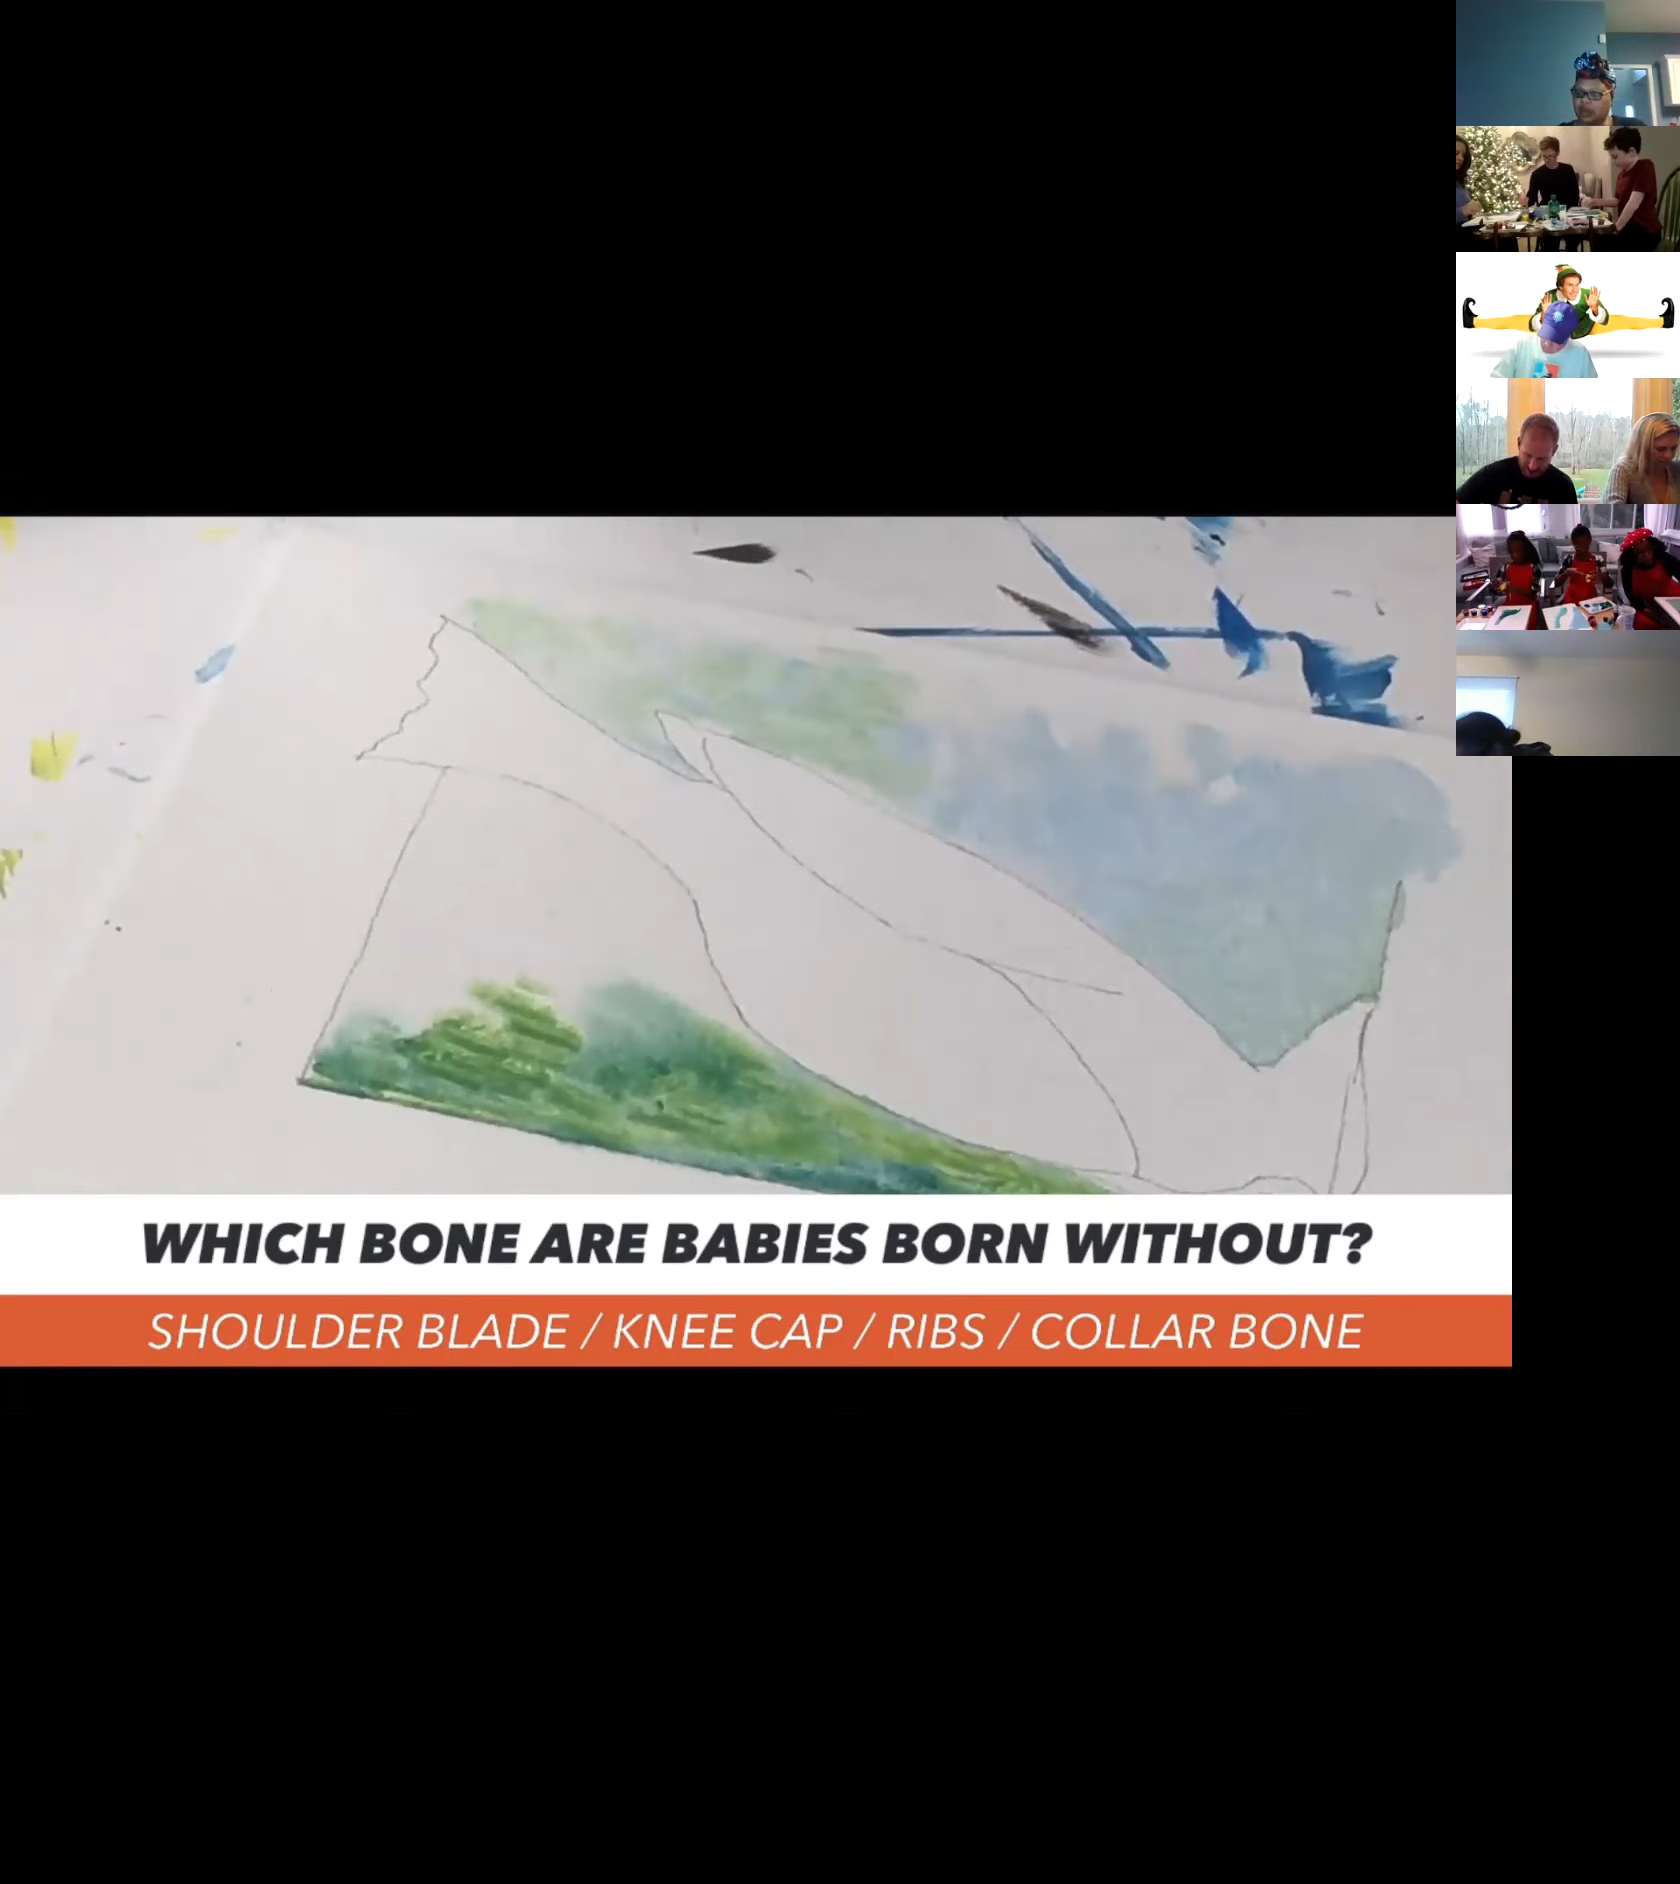 WHICH BONE ARE BABIES BORN WITHOUT?
SHOULDER BLADE / KNEE CAP / RIBS / COLLAR BONE